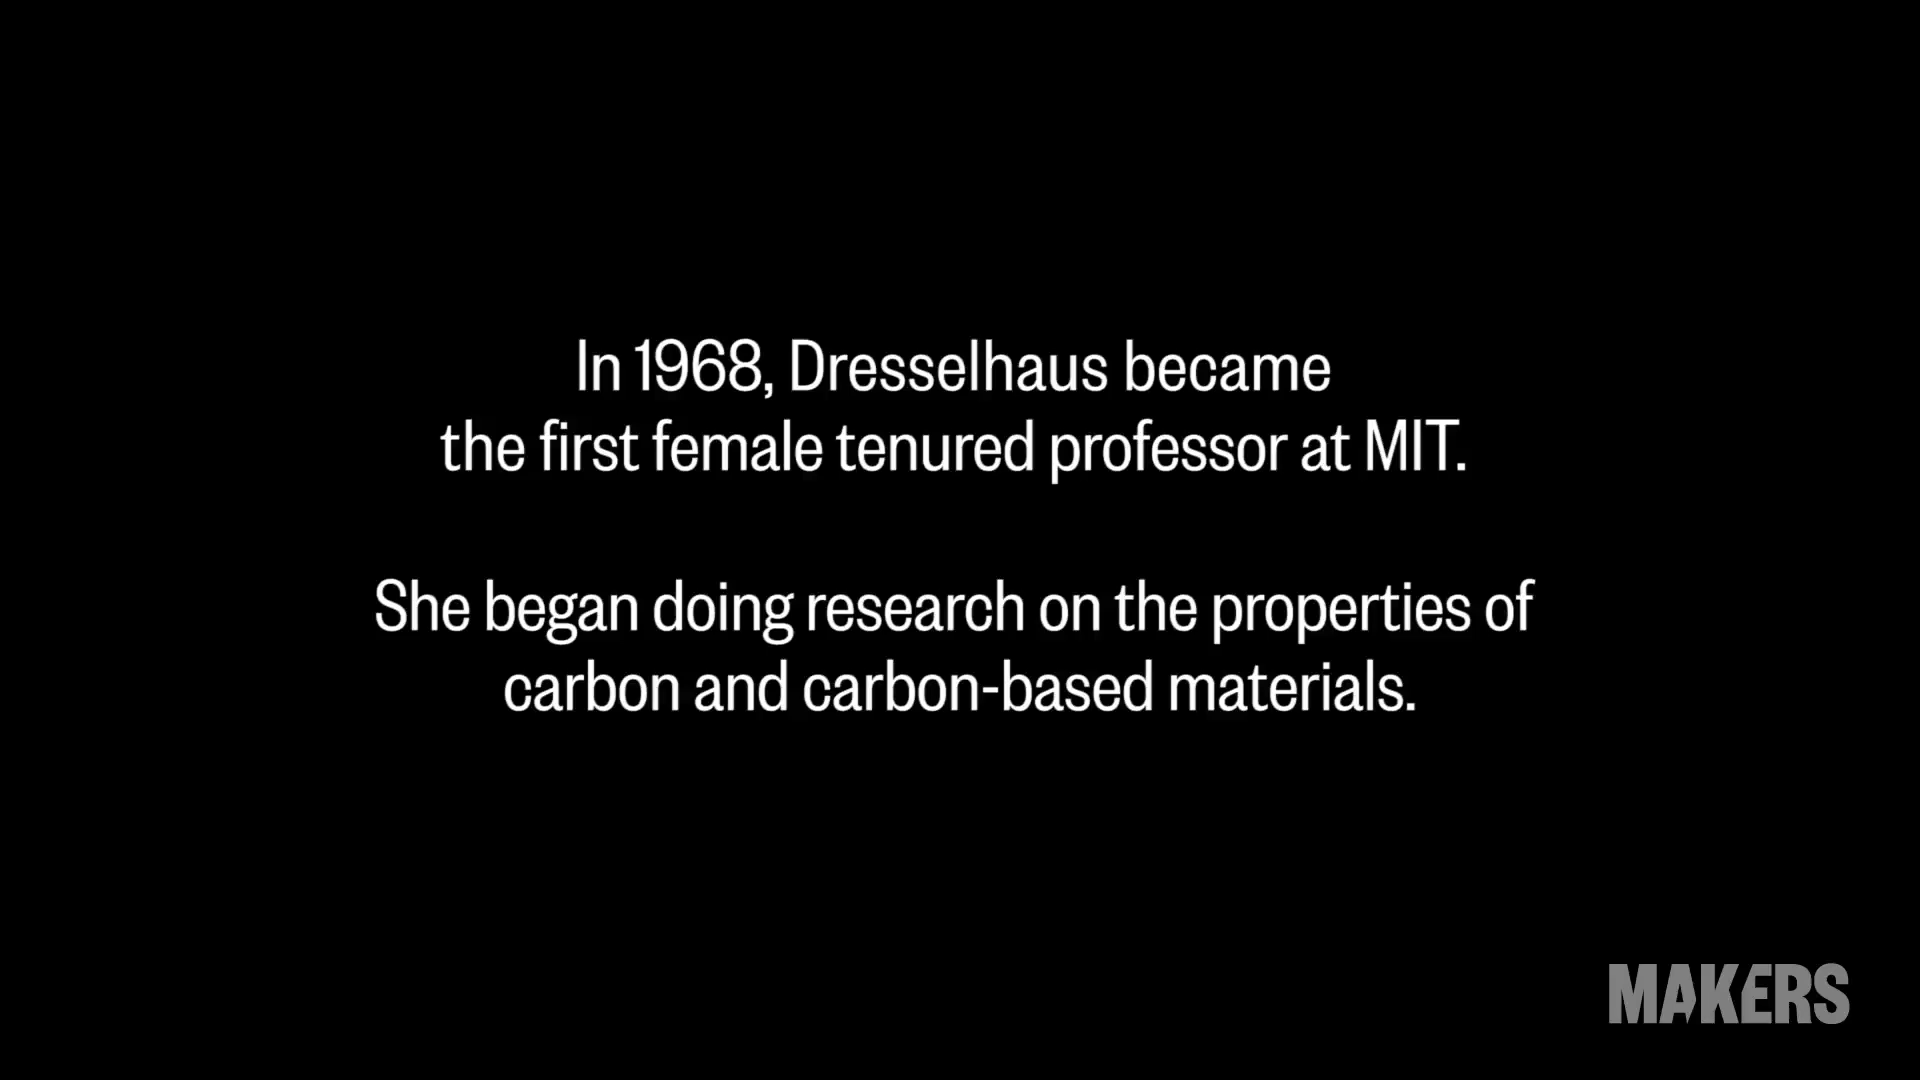 In 1968, Dresselhaus became
the first female tenured professor at MIT.
She began doing research on the properties of
carbon and carbon-based materials.
MAKERS